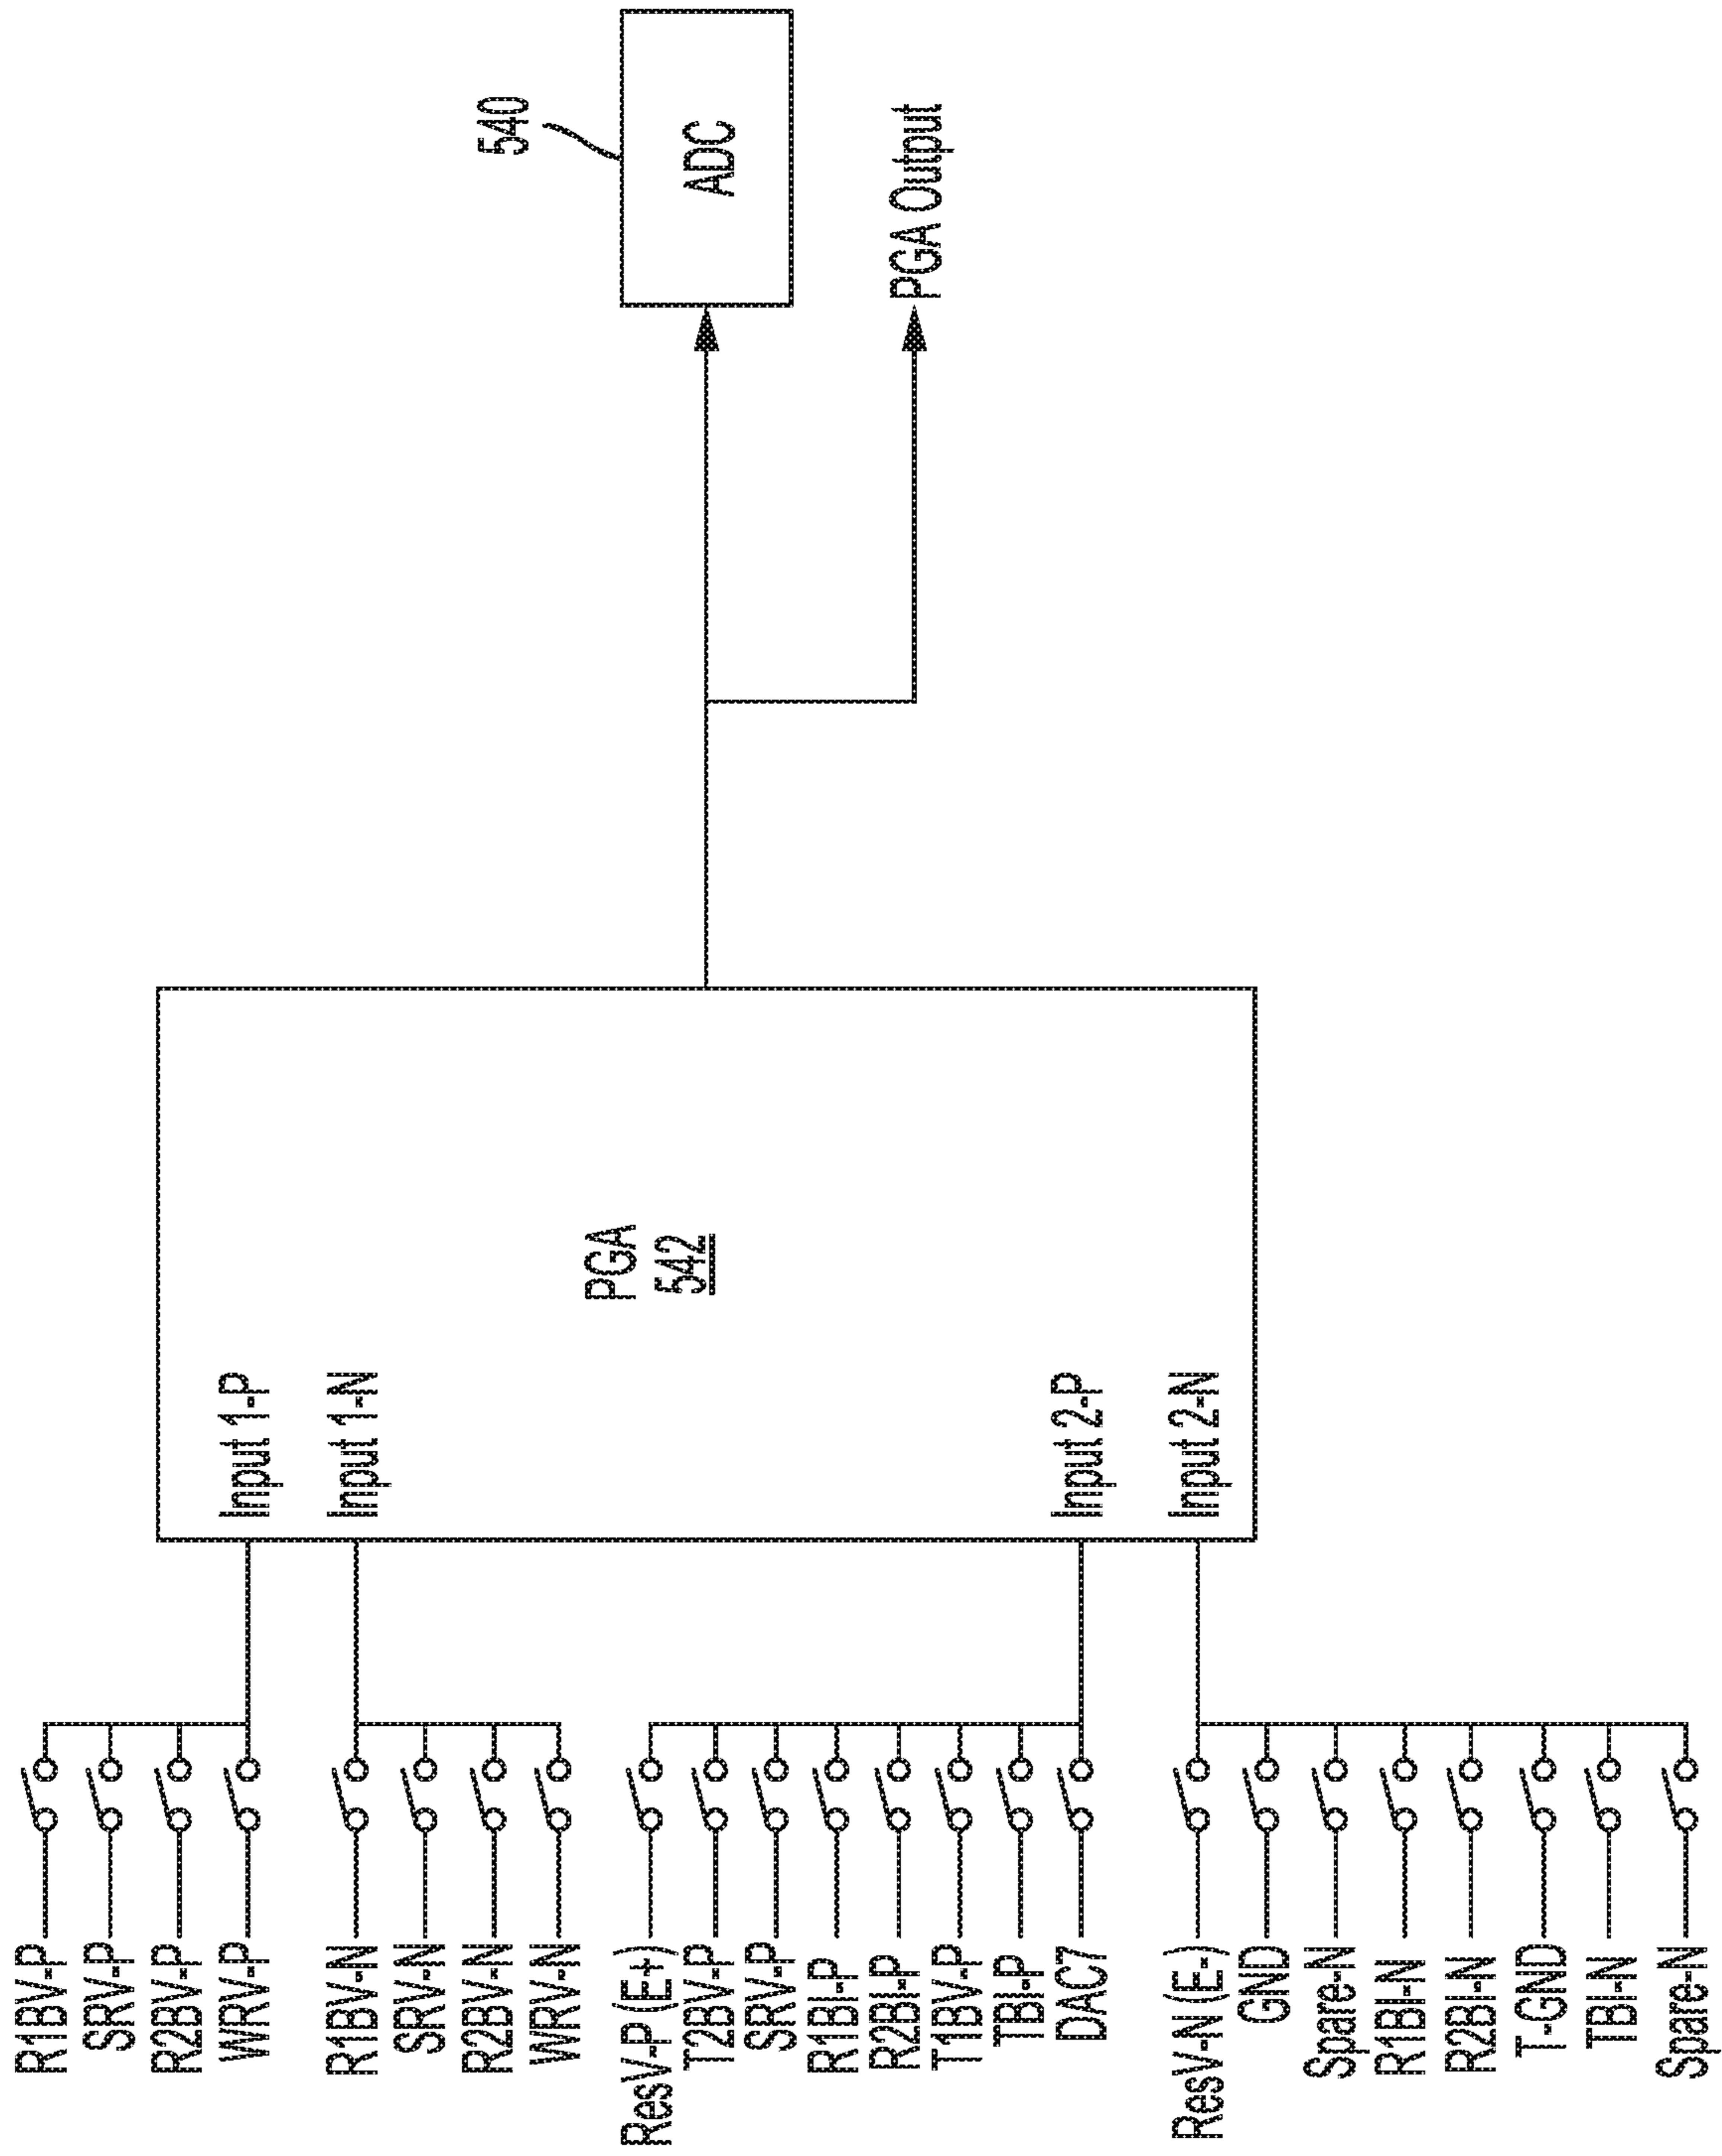 R1BV-P
SRV-P
R2BV-P
WRV-P
R1BV-N
SRV-N
R2BV-N
WRV-N
ResV-P (E+)
T2BV-P
SRV-P
R1BI-P
R2BI-P
T1BV-P
TBI-P
DAC7
ResV-N (E-)
GND
Spare-N
R1BI-N
R2BI-N
T-GND
TBI-N
Spare-N
Input 1-P
Input 1-N
Input 2-P
Input 2-N
PGA
542
540
ADC
PGA Output